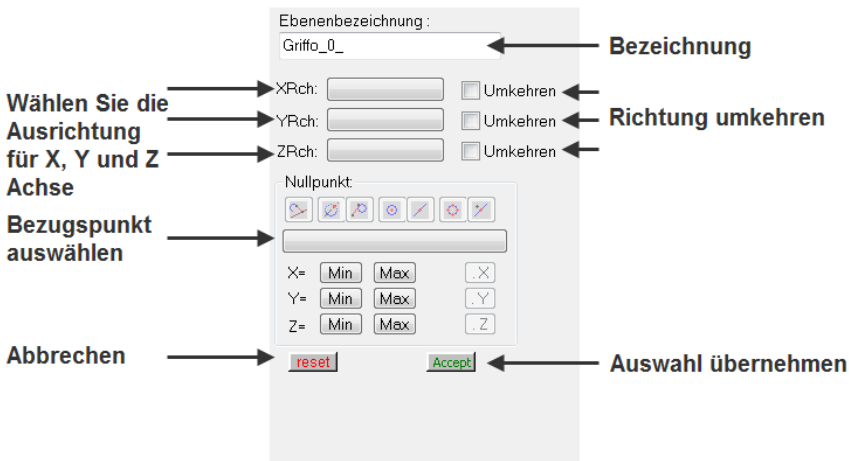 Ebenenbezeichnung :
Griffo_0_
Bezeichnung
Wählen Sie die
Ausrichtung
für X, Y und Z
Achse
XRch:
Umkehren
YRch:
Umkehren
ZRch:
Umkehren
Richtung umkehren
Nullpunkt:
Bezugspunkt
auswählen
X= Min Max .X
Y= Min Max .Y
Z= Min Max .Z
Abbrechen
reset
Accept
Auswahl übernehmen